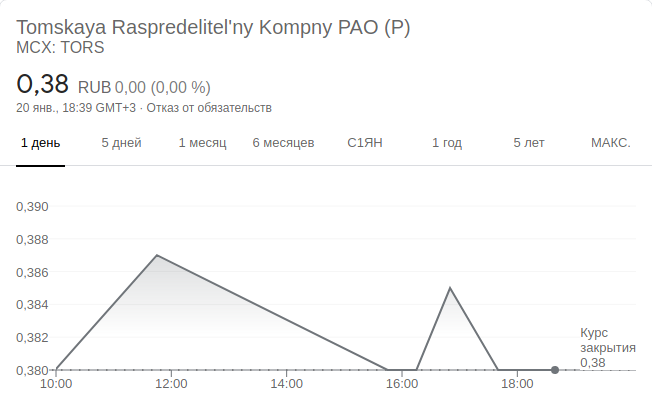 Tomskaya Raspredelitel'ny Kompny PAO (P)
MCX: TORS
0,38 RUB 0,00 (0,00 %)
20 янв., 18:39 GMT+3 · Отказ от обязательств
1 день 5 дней 1 месяц 6 месяцев С1ЯН 1 год 5 лет МАКС.
0,390
0,388
0,386
0,384
0,382
0,380
Курс
закрытия
0,38
10:00 12:00 14:00 16:00 18:00